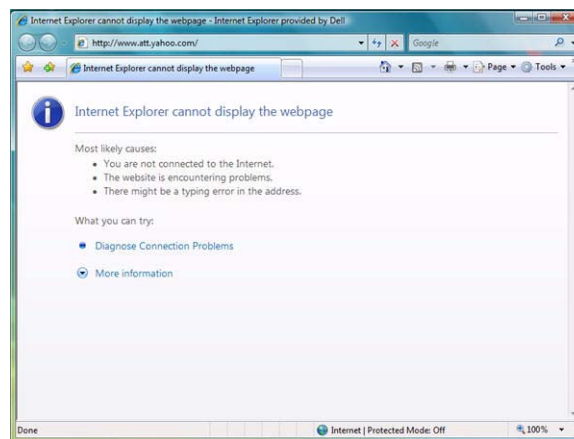 Internet Explorer cannot display the webpage - Internet Explorer provided by Dell
http://www.att.yahoo.com/
Google
Internet Explorer cannot display the webpage
Page
Tools
Internet Explorer cannot display the webpage
Most likely causes:
You are not connected to the Internet.
The website is encountering problems.
There might be a typing error in the address.
What you can try:
Diagnose Connection Problems
More information
Done
Internet | Protected Mode: Off
100%